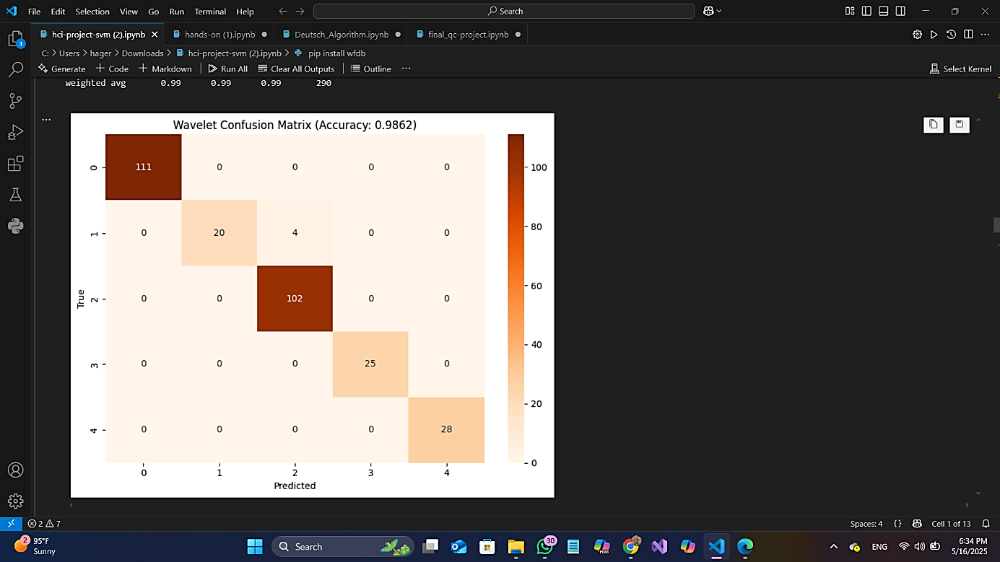 File Edit Selection View Go Run Terminal Help
Search
hci-project-svm (2).ipynb
hands-on (1).ipynb
Deutsch_Algorithm.ipynb
final_qc-project.ipynb
C: > Users > hager > Downloads > hci-project-svm (2).ipynb > pip install wfdb
Generate + Code + Markdown Run All Clear All Outputs Outline ...
Select Kernel
weighted avg 0.99 0.99 0.99 290
Wavelet Confusion Matrix (Accuracy: 0.9862)
0 111 0 0 0 0
1 0 20 4 0 0
2 0 0 102 0 0
3 0 0 0 25 0
4 0 0 0 0 28
0 1 2 3 4
True
Predicted
100
80
60
40
20
0
3
2 7
Spaces: 4 {} Cell 1 of 13
2
95°F
Sunny
Search
M365
30
ENG
6:34 PM
5/16/2025